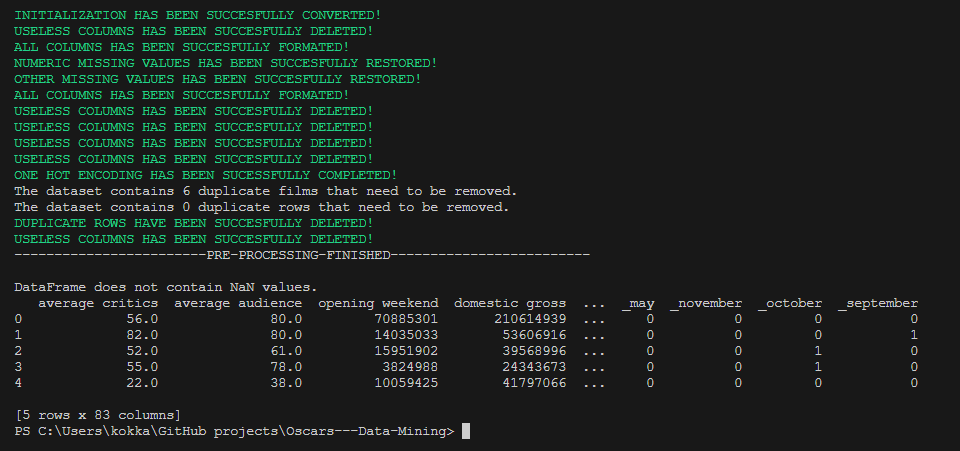 INITIALIZATION HAS BEEN SUCCESFULLY CONVERTED!
USELESS COLUMNS HAS BEEN SUCCESFULLY DELETED!
ALL COLUMNS HAS BEEN SUCCESFULLY FORMATED!
NUMERIC MISSING VALUES HAS BEEN SUCCESFULLY RESTORED!
OTHER MISSING VALUES HAS BEEN SUCCESFULLY RESTORED!
ALL COLUMNS HAS BEEN SUCCESFULLY FORMATED!
USELESS COLUMNS HAS BEEN SUCCESFULLY DELETED!
USELESS COLUMNS HAS BEEN SUCCESFULLY DELETED!
USELESS COLUMNS HAS BEEN SUCCESFULLY DELETED!
USELESS COLUMNS HAS BEEN SUCCESFULLY DELETED!
ONE HOT ENCODING HAS BEEN SUCESSFULLY COMPLETED!
The dataset contains 6 duplicate films that need to be removed.
The dataset contains 0 duplicate rows that need to be removed.
DUPLICATE ROWS HAVE BEEN SUCCESFULLY DELETED!
USELESS COLUMNS HAS BEEN SUCCESFULLY DELETED!
------------------------PRE-PROCESSING-FINISHED-------------------------
DataFrame does not contain NaN values.
   average critics  average audience  opening weekend  domestic gross  ...  _may  _november  _october  _september
0             56.0              80.0         70885301       210614939  ...     0          0         0           0
1             82.0              80.0         14035033        53606916  ...     0          0         0           1
2             52.0              61.0         15951902        39568996  ...     0          0         1           0
3             55.0              78.0          3824988        24343673  ...     0          0         1           0
4             22.0              38.0         10059425        41797066  ...     0          0         0           0
[5 rows x 83 columns]
PS C:\Users\kokka\GitHub projects\Oscars---Data-Mining>